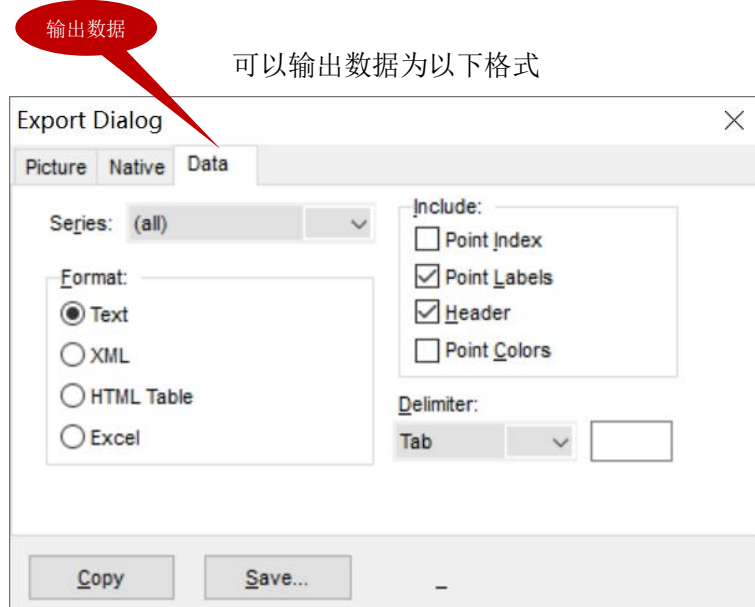 输出数据
可以输出数据为以下格式
Export Dialog
Picture Native Data
Series: (all)
Include:
Point Index
Point Labels
Header
Point Colors
Format:
Text
XML
HTML Table
Excel
Delimiter:
Tab
Copy Save... _